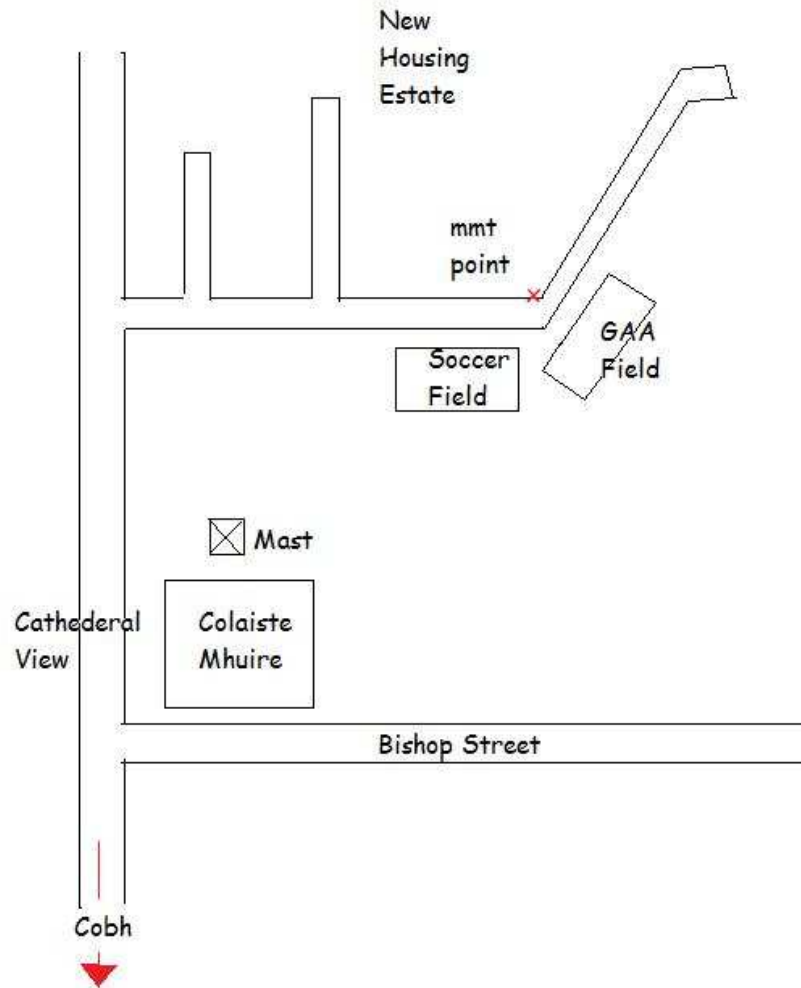 New
Housing
Estate
mmt
point
GAA
Field
Soccer
Field
Mast
Cathederal
View
Colaiste
Mhuire
Bishop Street
Cobh